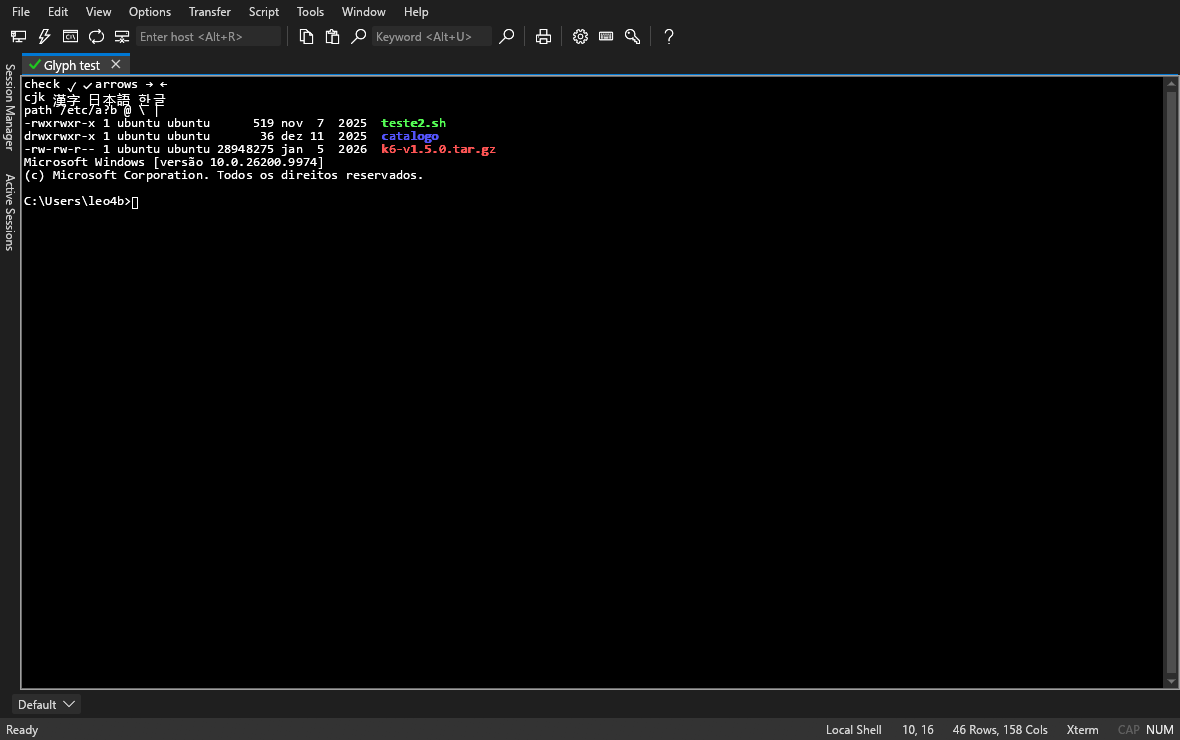 File Edit View Options Transfer Script Tools Window Help
Enter host <Alt+R> Keyword <Alt+U> ?
Session Manager
Active Sessions
Glyph test
check ✓ ✔ arrows → ←
cjk 漢字 日本語 한글
path /etc/a?b @ \ |
-rwxrwxr-x 1 ubuntu ubuntu      519 nov  7  2025  teste2.sh
drwxrwxr-x 1 ubuntu ubuntu       36 dez 11  2025  catalogo
-rw-rw-r-- 1 ubuntu ubuntu 28948275 jan  5  2026  k6-v1.5.0.tar.gz
Microsoft Windows [versão 10.0.26200.9974]
(c) Microsoft Corporation. Todos os direitos reservados.
C:\Users\leo4b>
Default
Ready Local Shell 10, 16 46 Rows, 158 Cols Xterm CAP NUM